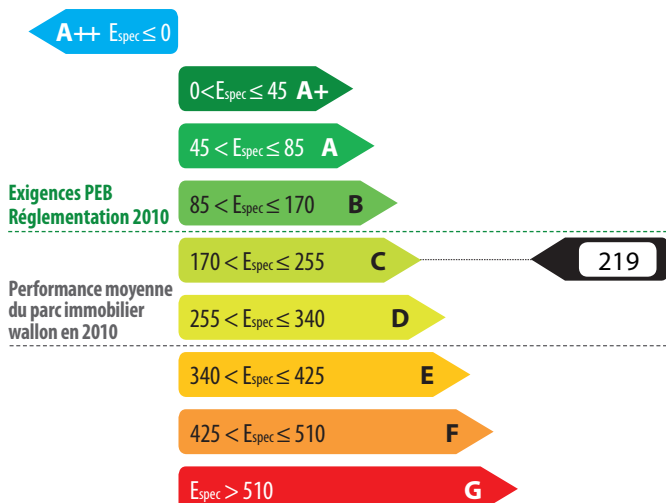 A++ Espec ≤ 0
0<Espec ≤ 45 A+
45 < Espec ≤ 85 A
Exigences PEB
Réglementation 2010
85 < Espec ≤ 170 B
170 < Espec ≤ 255 C
219
Performance moyenne
du parc immobilier
wallon en 2010
255 < Espec ≤ 340 D
340 < Espec ≤ 425 E
425 < Espec ≤ 510 F
Espec > 510 G